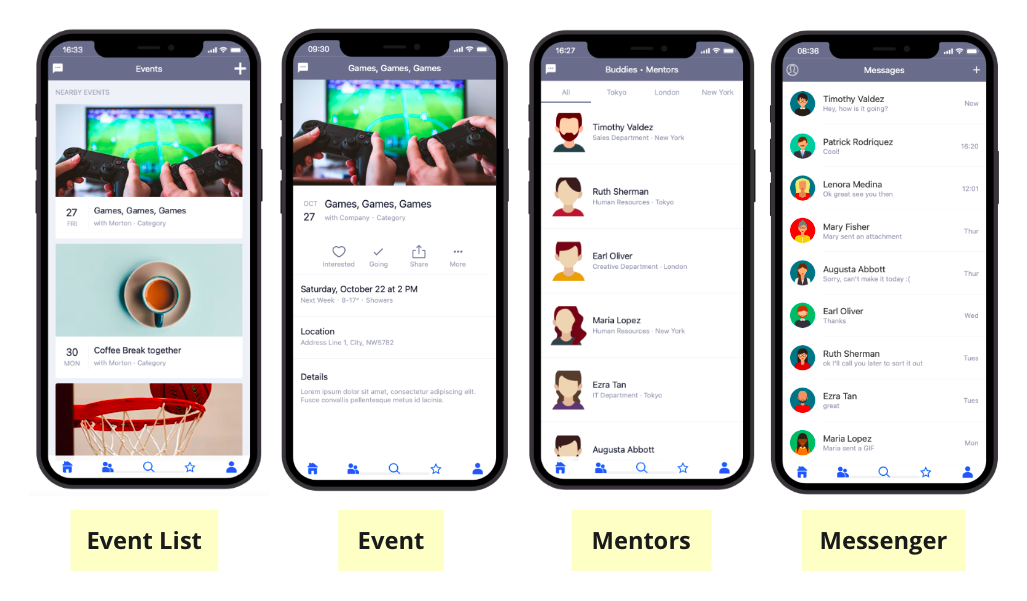 16:33
Events
NEARBY EVENTS
27
FRI
Games, Games, Games
with Morton · Category
30
MON
Coffee Break together
with Morton · Category
Event List
09:30
Games, Games, Games
OCT
27
Games, Games, Games
with Company · Category
Interested
Going
Share
More
Saturday, October 22 at 2 PM
Next Week · 8-17° · Showers
Location
Address Line 1, City, NW5782
Details
Lorem ipsum dolor sit amet, consectetur adipiscing elit.
Fusce convallis pellentesque metus id lacinia.
Event
16:27
Buddies • Mentors
All Tokyo London New York
Timothy Valdez
Sales Department · New York
Ruth Sherman
Human Resources · Tokyo
Earl Oliver
Creative Department · London
Maria Lopez
Human Resources · New York
Ezra Tan
IT Department · Tokyo
Augusta Abbott
Mentors
08:36
Messages
Timothy Valdez
Hey, how is it going?
Now
Patrick Rodriquez
Cool!
16:20
Lenora Medina
Ok great see you then
12:01
Mary Fisher
Mary sent an attachment
Thur
Augusta Abbott
Sorry, can't make it today :(
Thur
Earl Oliver
Thanks
Wed
Ruth Sherman
ok I'll call you later to sort it out
Tues
Ezra Tan
great
Tues
Maria Lopez
Maria sent a GIF
Mon
Messenger